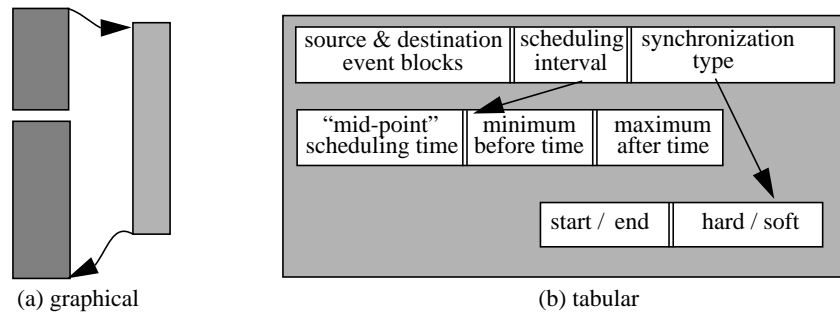 source & destination
event blocks
scheduling
interval
synchronization
type
“mid-point”
scheduling time
minimum
before time
maximum
after time
start / end
hard / soft
(a) graphical
(b) tabular